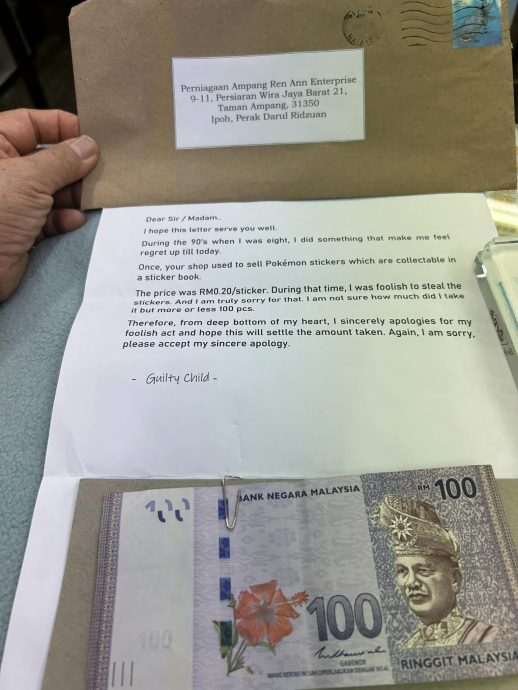 Perniagaan Ampang Ren Ann Enterprise
9-11, Persiaran Wira Jaya Barat 21,
Taman Ampang, 31350
Ipoh, Perak Darul Ridzuan
Dear Sir / Madam..
I hope this letter serve you well.
During the 90's when I was eight, I did something that make me feel
regret up till today.
Once, your shop used to sell Pokémon stickers which are collectable in
a sticker book.
The price was RM0.20/sticker. During that time, I was foolish to steal the
stickers. And I am truly sorry for that. I am not sure how much did I take
it but more or less 100 pcs.
Therefore, from deep bottom of my heart, I sincerely apologies for my
foolish act and hope this will settle the amount taken. Again, I am sorry,
please accept my sincere apology.
- Guilty Child -
BANK NEGARA MALAYSIA
RM 100
100
100
GABENOR
RINGGIT MALAYSIA